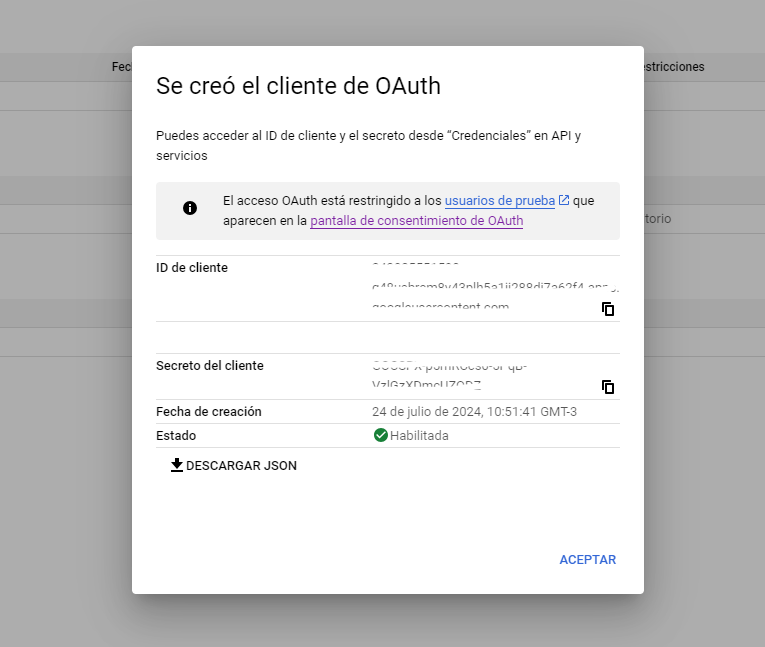 Fec
estricciones
Se creó el cliente de OAuth
Puedes acceder al ID de cliente y el secreto desde “Credenciales” en API y
servicios
El acceso OAuth está restringido a los usuarios de prueba que
aparecen en la pantalla de consentimiento de OAuth
torio
ID de cliente
Secreto del cliente
Fecha de creación 24 de julio de 2024, 10:51:41 GMT-3
Estado Habilitada
DESCARGAR JSON
ACEPTAR